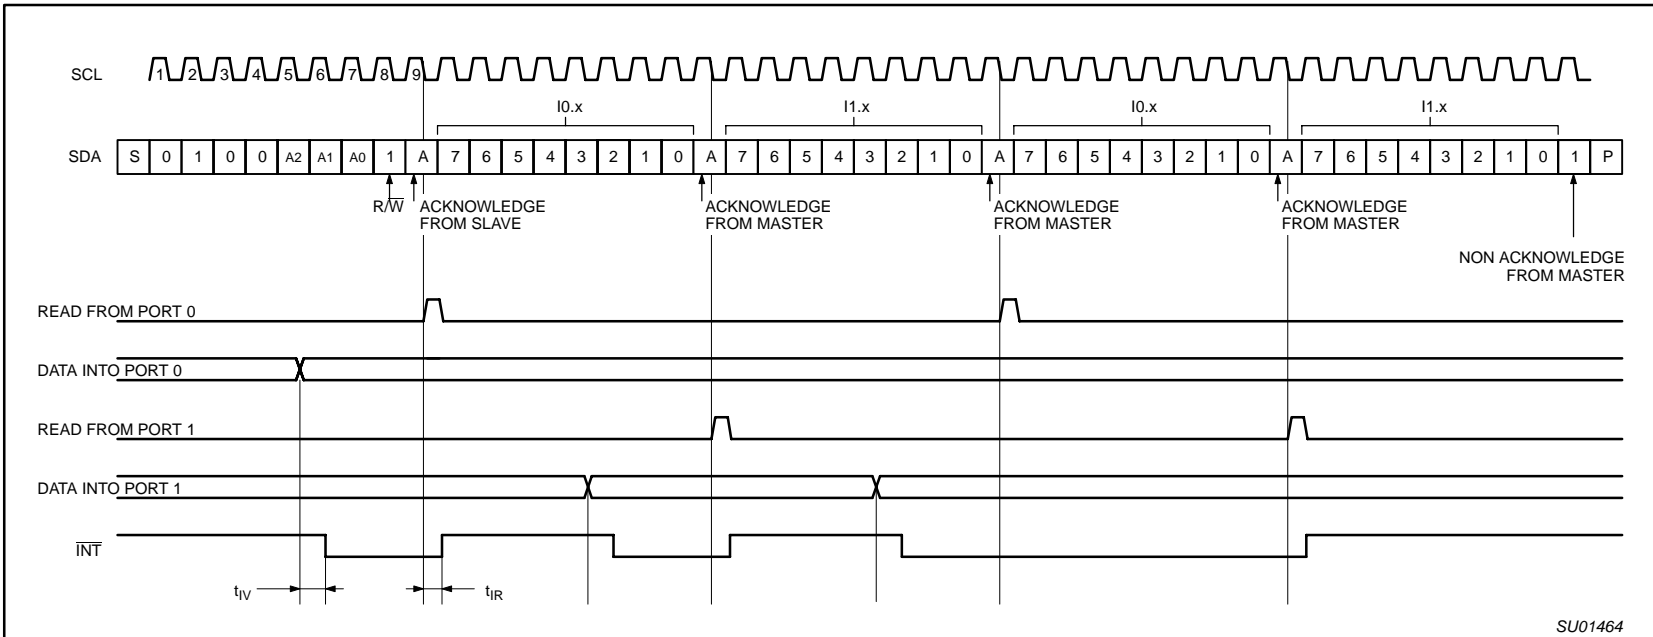 SCL 1 2 3 4 5 6 7 8 9
I0.x I1.x I0.x I1.x
SDA S 0 1 0 0 A2 A1 A0 1 A 7 6 5 4 3 2 1 0 A 7 6 5 4 3 2 1 0 A 7 6 5 4 3 2 1 0 A 7 6 5 4 3 2 1 0 1 P
R/W̅ ACKNOWLEDGE ACKNOWLEDGE ACKNOWLEDGE ACKNOWLEDGE
FROM SLAVE FROM MASTER FROM MASTER FROM MASTER
NON ACKNOWLEDGE
FROM MASTER
READ FROM PORT 0
DATA INTO PORT 0
READ FROM PORT 1
DATA INTO PORT 1
I̅N̅T̅
tIV tIR
SU01464